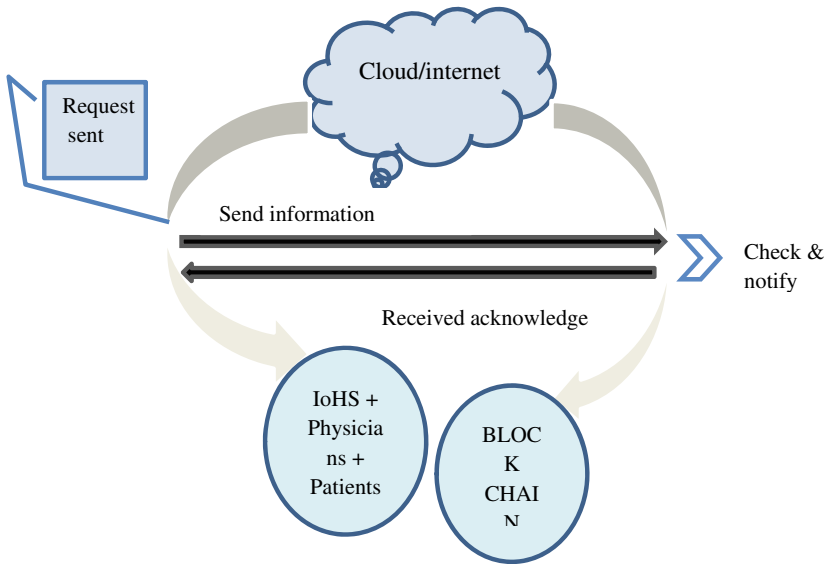 Cloud/internet
Request
sent
Send information
Check &
notify
Received acknowledge
IoHS +
Physicia
ns +
Patients
BLOC
K
CHAI
N